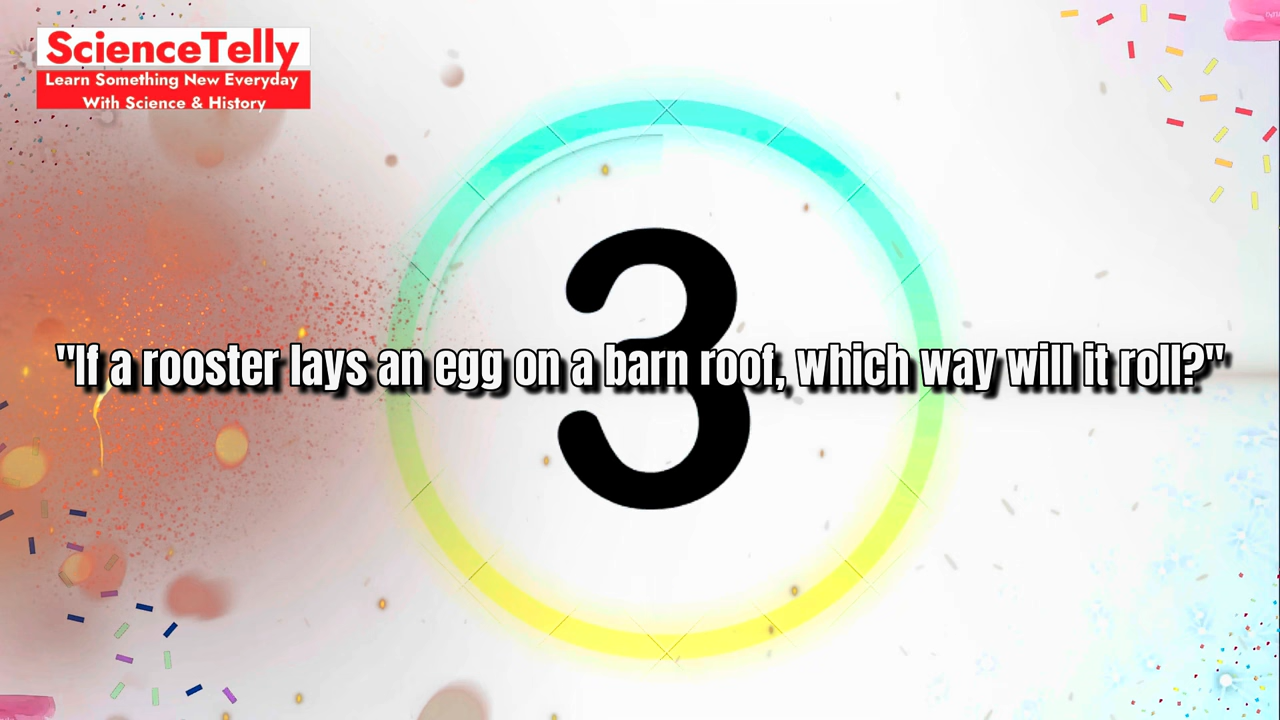 ScienceTelly
Learn Something New Everyday
With Science & History
3
"If a rooster lays an egg on a barn roof, which way will it roll?"